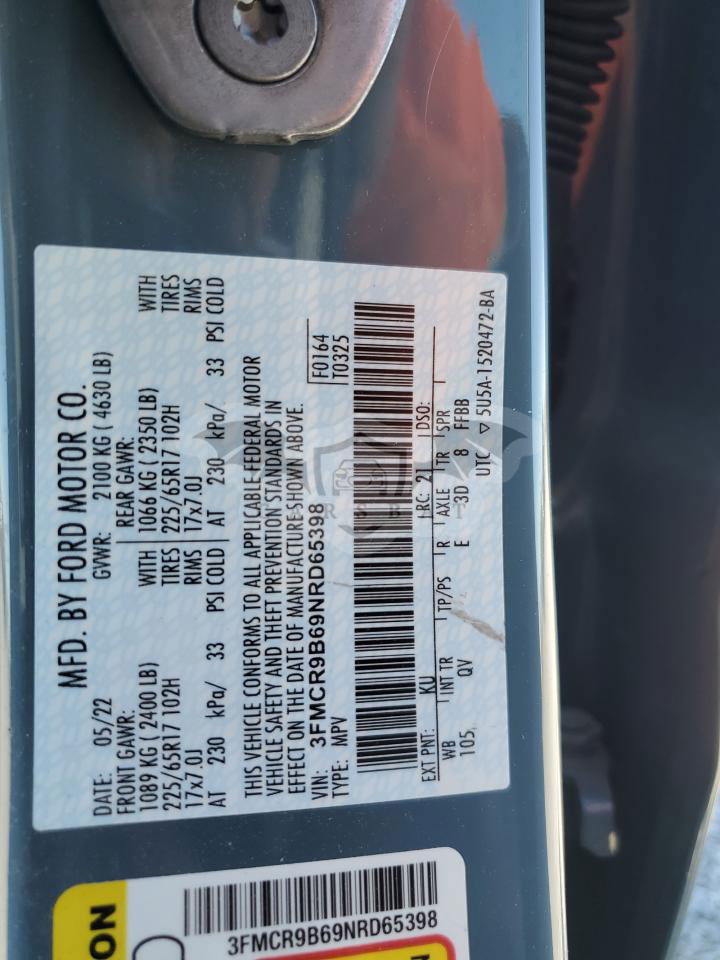 MFD. BY FORD MOTOR CO.
DATE: 05/22 GVWR: 2100 KG ( 4630 LB)
FRONT GAWR: REAR GAWR:
1089 KG (2400 LB) WITH 1066 KG ( 2350 LB) WITH
225/65R17 102H TIRES 225/65R17 102H TIRES
17x7.0J RIMS 17x7.0J RIMS
AT 230 kPa/ 33 PSI COLD AT 230 kPa/ 33 PSI COLD
THIS VEHICLE CONFORMS TO ALL APPLICABLE FEDERAL MOTOR
VEHICLE SAFETY AND THEFT PREVENTION STANDARDS IN
EFFECT ON THE DATE OF MANUFACTURE SHOWN ABOVE.
VIN: 3FMCR9B69NRD65398 F0164
TYPE: MPV T0325
EXT PNT: KU RC: 21 DSO:
WB INT TR TP/PS R AXLE TR SPR
105 QV E 3D 8 FFBB
UTC ▽ 5U5A-1520472-BA
3FMCR9B69NRD65398